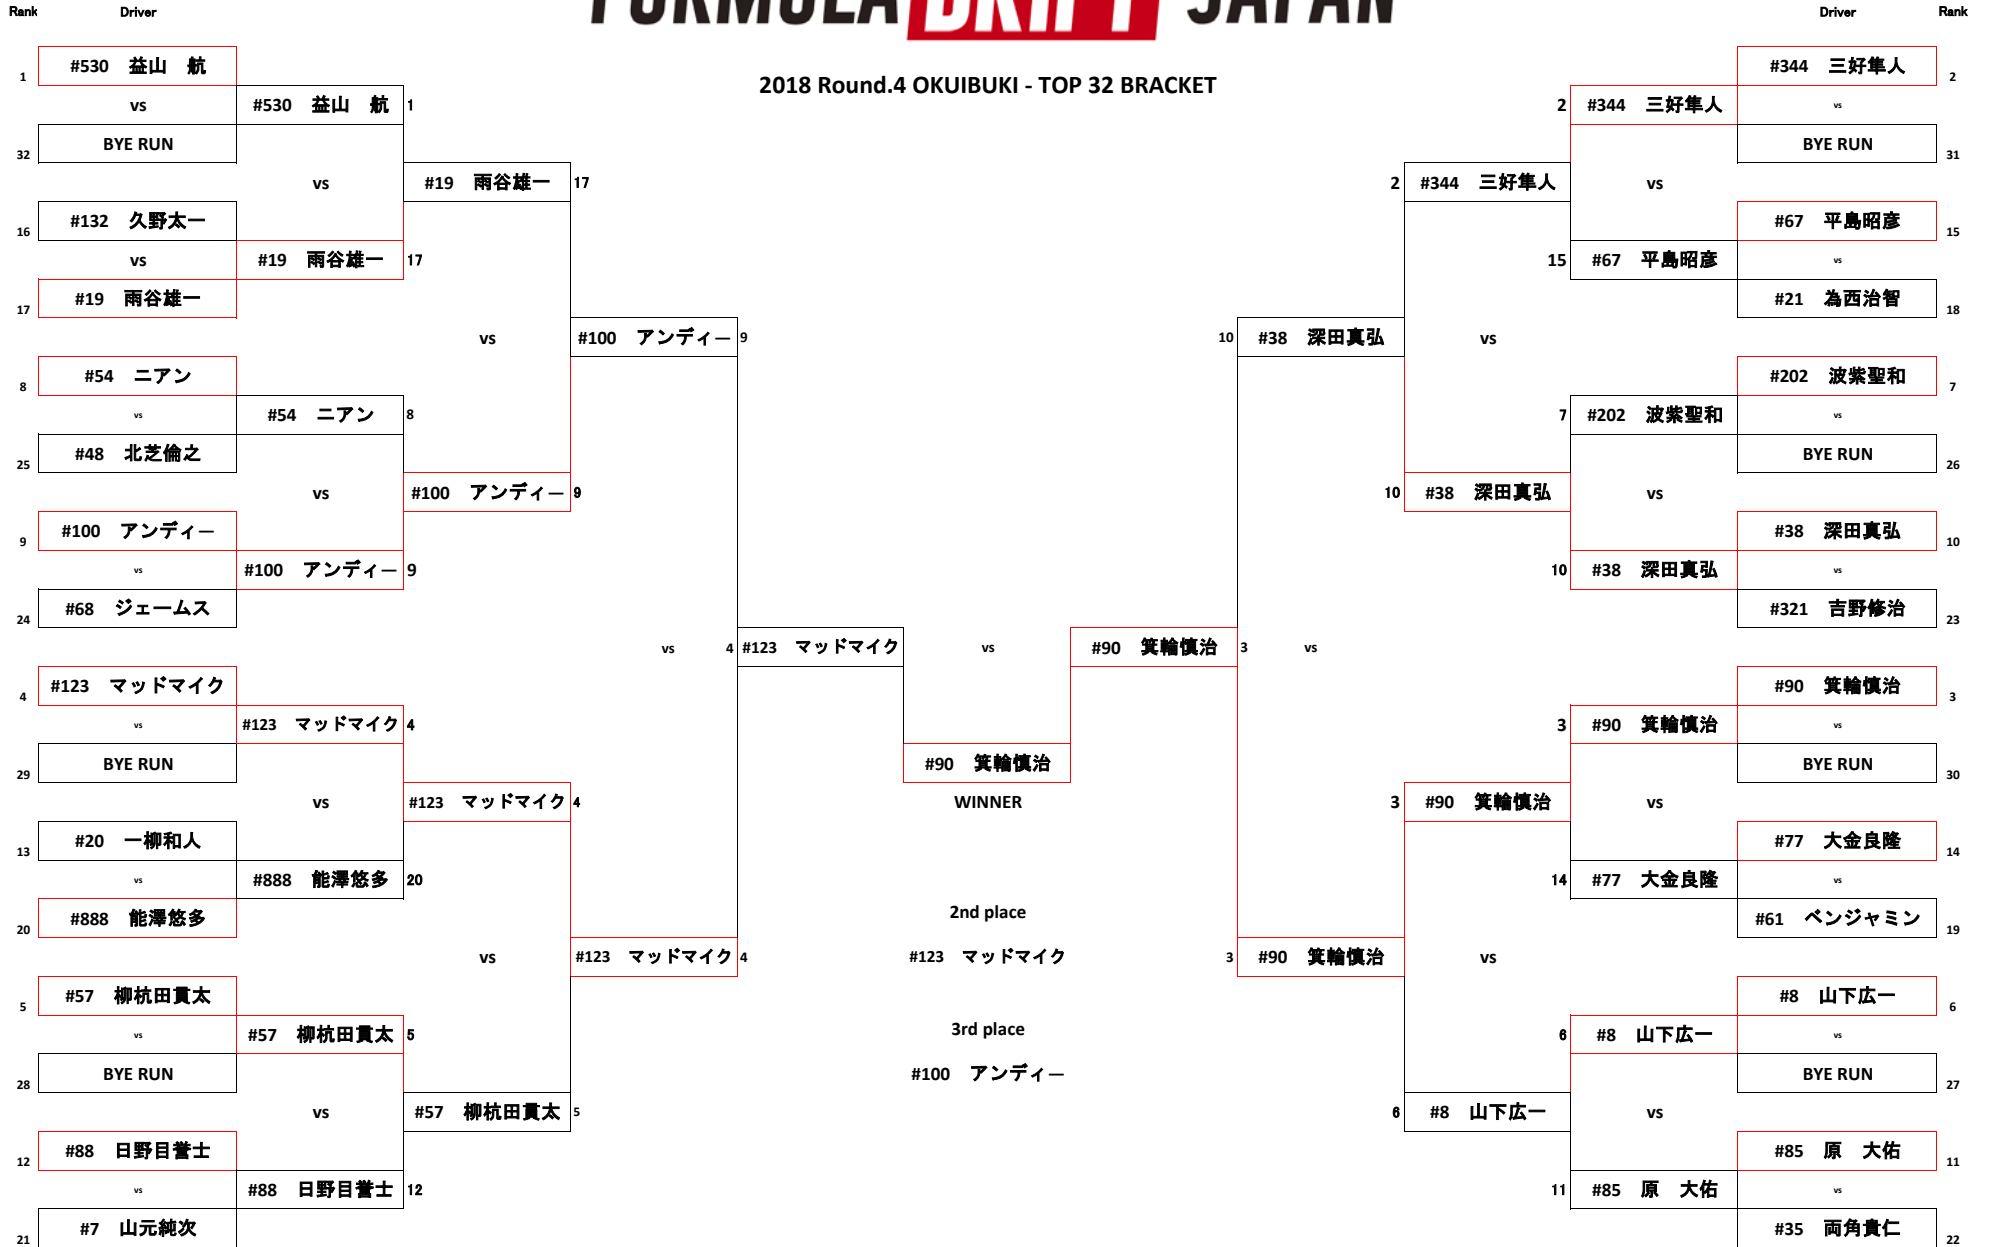 FORMULA DRIFT JAPAN
Rank Driver
Driver Rank
2018 Round.4 OKUIBUKI - TOP 32 BRACKET
1 #530 益山 航
vs
32 BYE RUN
16 #132 久野太一
vs
17 #19 雨谷雄一
8 #54 ニアン
vs
25 #48 北芝倫之
9 #100 アンディー
vs
24 #68 ジェームス
4 #123 マッドマイク
vs
29 BYE RUN
13 #20 一柳和人
vs
20 #888 能澤悠多
5 #57 柳杭田貫太
vs
28 BYE RUN
12 #88 日野目誉士
vs
21 #7 山元純次
#530 益山 航 1
vs
#19 雨谷雄一 17
#54 ニアン 8
vs
#100 アンディー 9
#123 マッドマイク 4
vs
#888 能澤悠多 20
#57 柳杭田貫太 5
vs
#88 日野目誉士 12
#19 雨谷雄一 17
vs
#100 アンディー 9
#123 マッドマイク 4
vs
#57 柳杭田貫太 5
#100 アンディー 9
vs
#123 マッドマイク 4
4 #123 マッドマイク
vs
#90 箕輪慎治 3
#90 箕輪慎治
WINNER
2nd place
#123 マッドマイク
3rd place
#100 アンディー
10 #38 深田真弘
vs
3 #90 箕輪慎治
2 #344 三好隼人
vs
10 #38 深田真弘
3 #90 箕輪慎治
vs
6 #8 山下広一
2 #344 三好隼人
vs
15 #67 平島昭彦
7 #202 波紫聖和
vs
10 #38 深田真弘
3 #90 箕輪慎治
vs
14 #77 大金良隆
6 #8 山下広一
vs
11 #85 原 大佑
#344 三好隼人 2
vs
BYE RUN 31
#67 平島昭彦 15
vs
#21 為西治智 18
#202 波紫聖和 7
vs
BYE RUN 26
#38 深田真弘 10
vs
#321 吉野修治 23
#90 箕輪慎治 3
vs
BYE RUN 30
#77 大金良隆 14
vs
#61 ベンジャミン 19
#8 山下広一 6
vs
BYE RUN 27
#85 原 大佑 11
vs
#35 両角貴仁 22